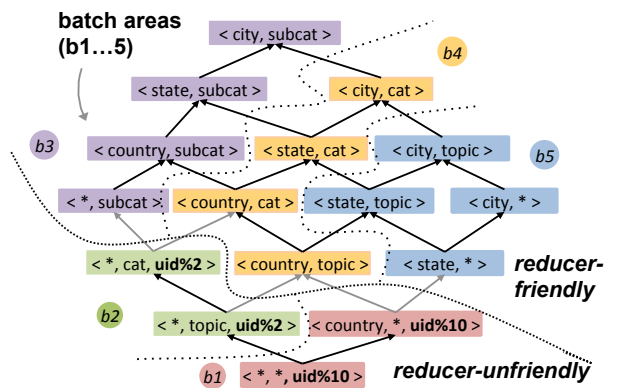 batch areas
(b1...5)
< city, subcat >
b4
< state, subcat >
< city, cat >
b3
< country, subcat >
< state, cat >
< city, topic >
b5
< *, subcat >
< country, cat >
< state, topic >
< city, * >
< *, cat, uid%2 >
< country, topic >
< state, * >
reducer-
friendly
b2
< *, topic, uid%2 >
< country, *, uid%10 >
reducer-unfriendly
b1
< *, *, uid%10 >